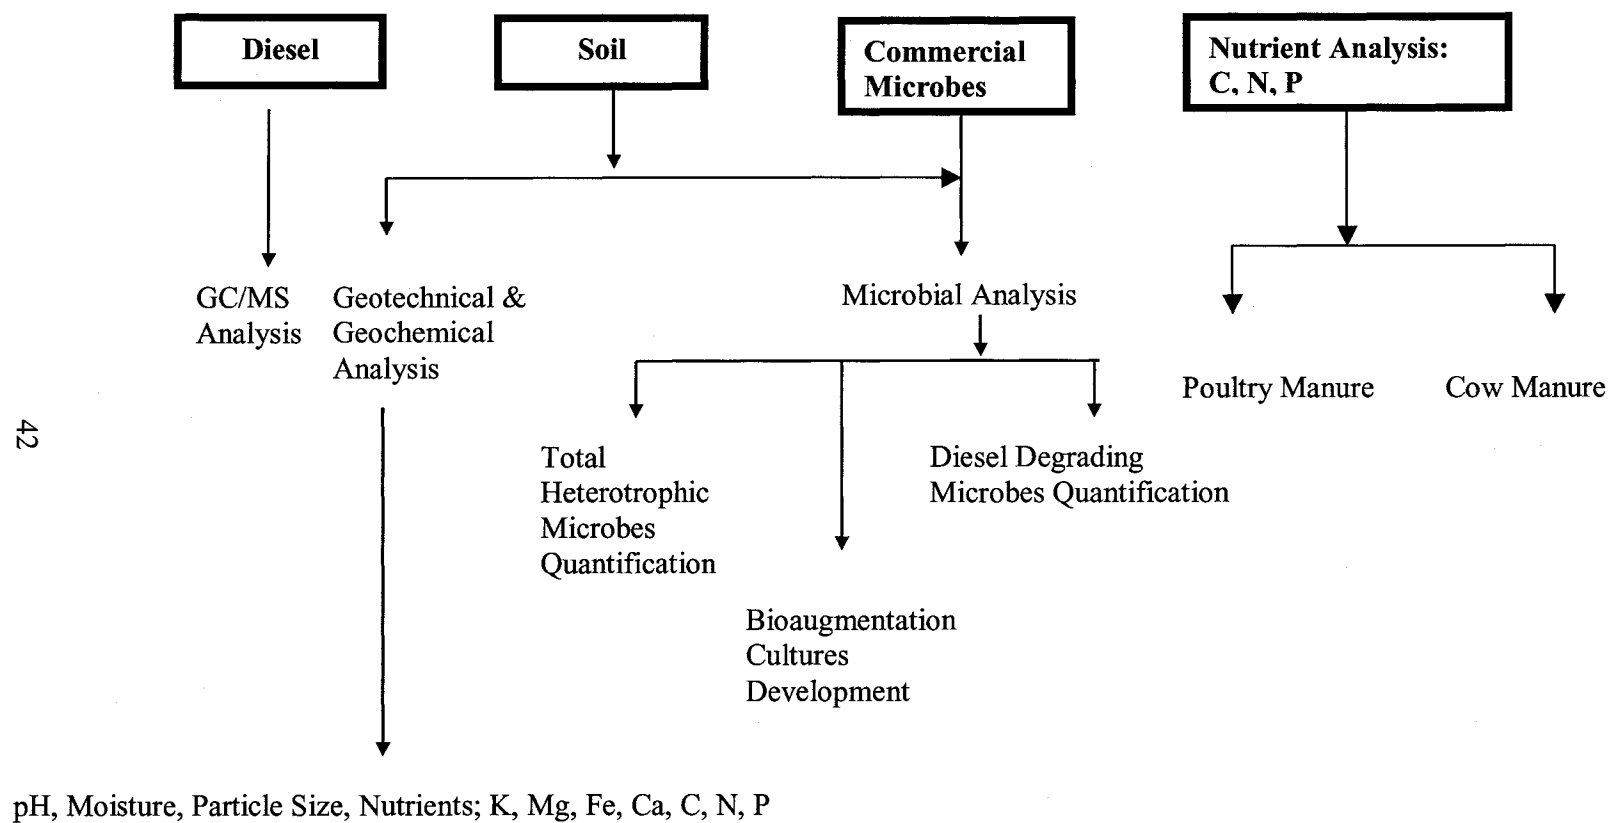 Diesel
Soil
Commercial
Microbes
Nutrient Analysis:
C, N, P
GC/MS
Analysis
Geotechnical &
Geochemical
Analysis
Microbial Analysis
Poultry Manure
Cow Manure
42
Total
Heterotrophic
Microbes
Quantification
Diesel Degrading
Microbes Quantification
Bioaugmentation
Cultures
Development
pH, Moisture, Particle Size, Nutrients; K, Mg, Fe, Ca, C, N, P